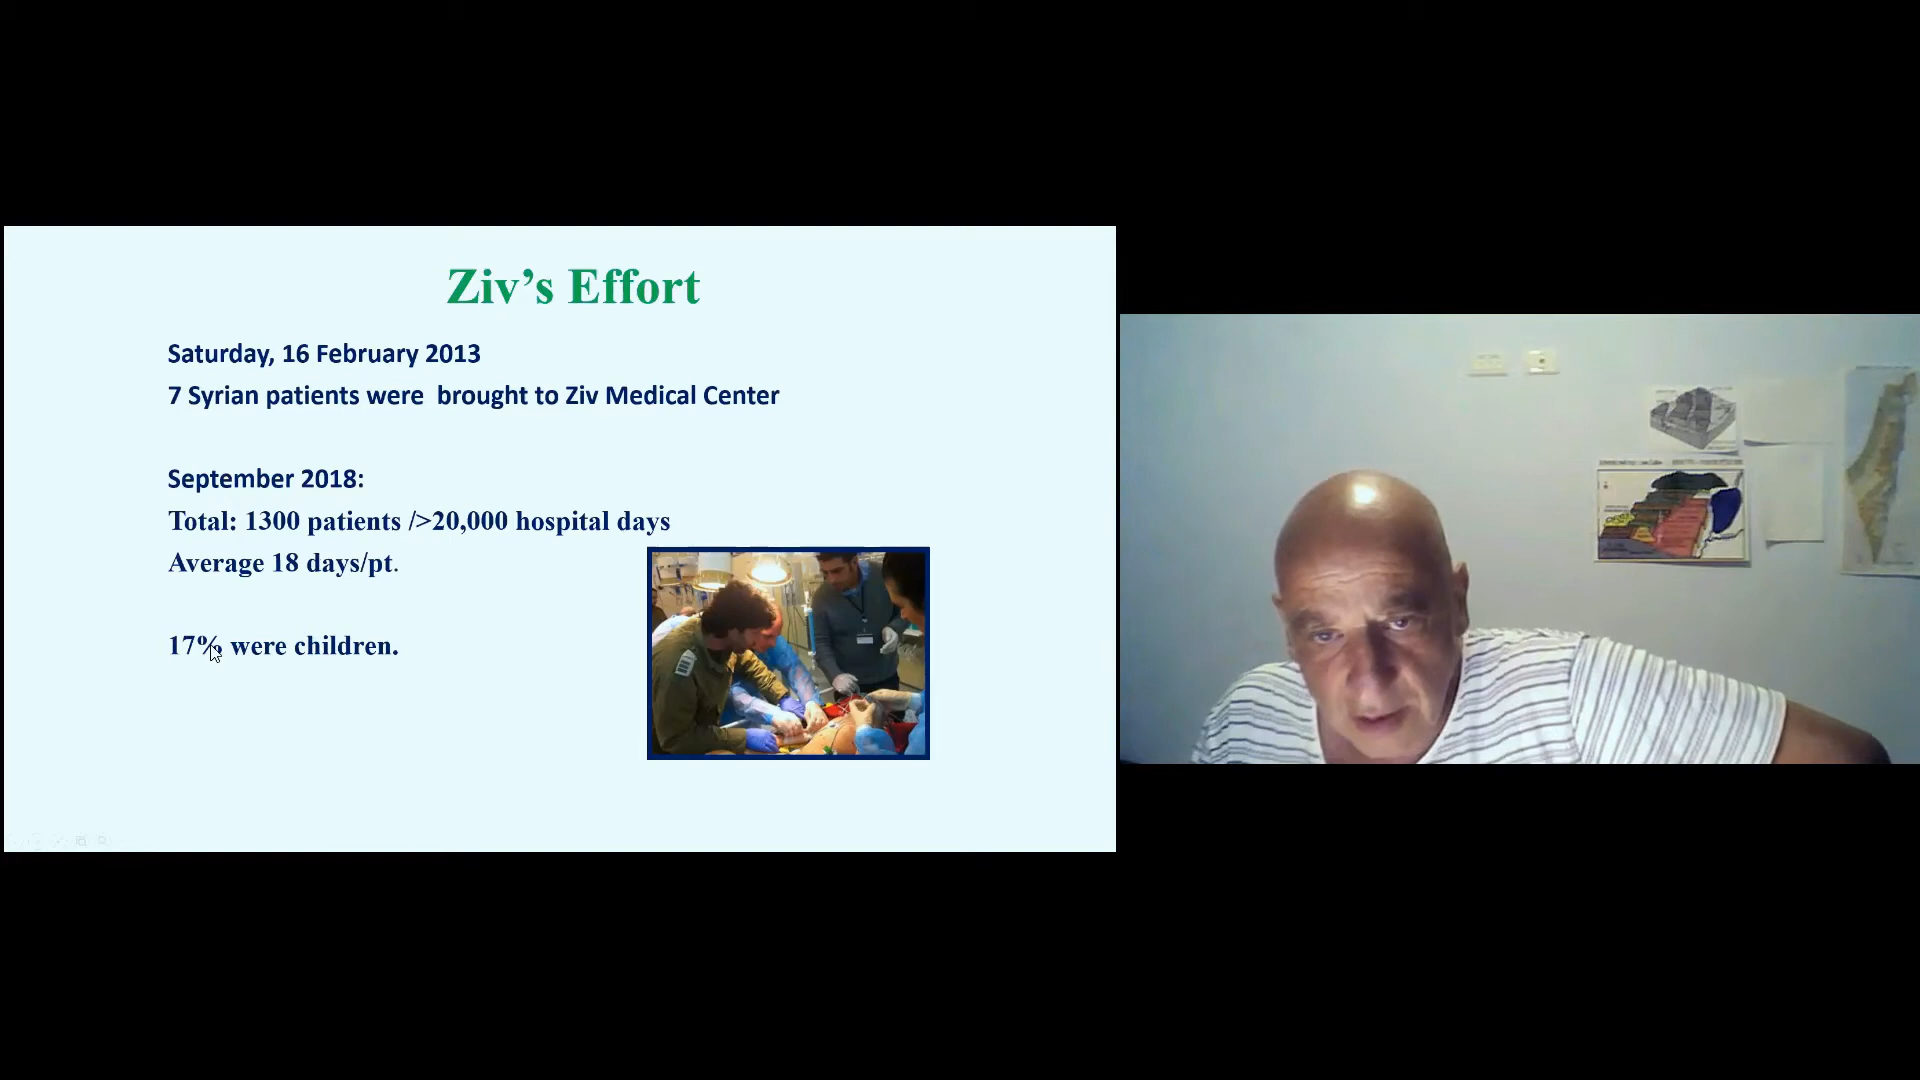 Ziv’s Effort
Saturday, 16 February 2013
7 Syrian patients were brought to Ziv Medical Center
September 2018:
Total: 1300 patients />20,000 hospital days
Average 18 days/pt.
17% were children.